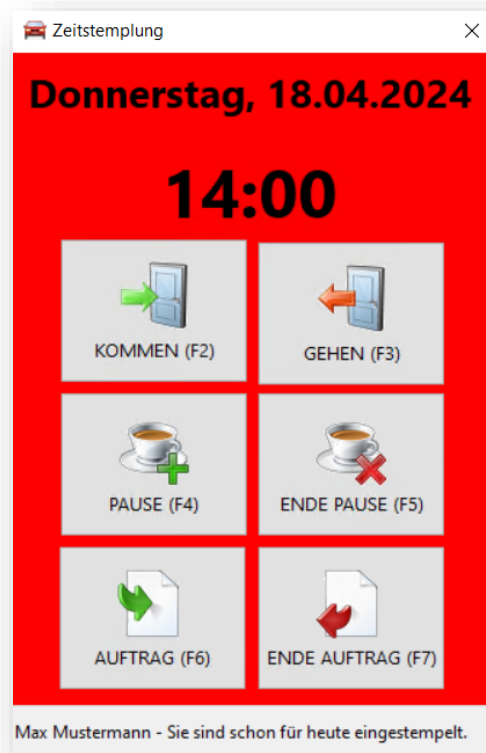 Zeitstemplung
Donnerstag, 18.04.2024
14:00
KOMMEN (F2)
GEHEN (F3)
PAUSE (F4)
ENDE PAUSE (F5)
AUFTRAG (F6)
ENDE AUFTRAG (F7)
Max Mustermann - Sie sind schon für heute eingestempelt.